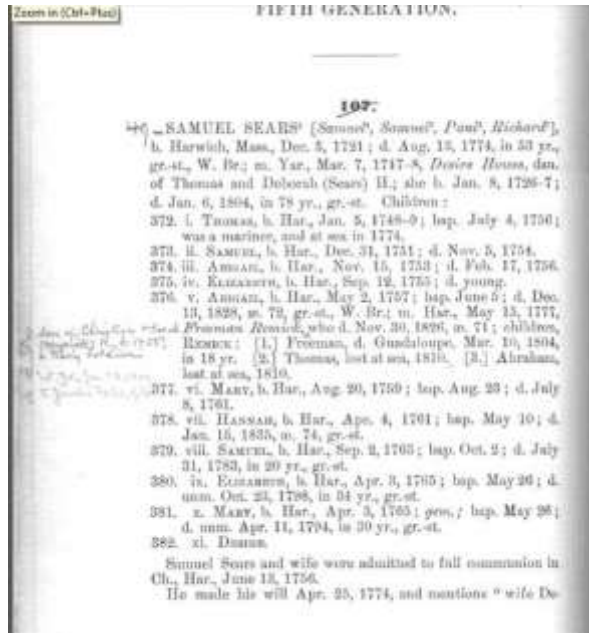 Zoom in (Ctrl+Plus)
FIFTH GENERATION.
107.
SAMUEL SEARS⁵ [Samuel⁴, Samuel³, Paul², Richard¹],
b. Harwich, Mass., Dec. 5, 1721; d. Aug. 13, 1774, in 53 yr.,
gr.-st., W. Br.; m. Yar., Mar. 7, 1747-8, Desire Howes, dau.
of Thomas and Deborah (Sears) H.; she b. Jan. 8, 1726-7;
d. Jan. 6, 1804, in 78 yr., gr.-st. Children:
372. i. THOMAS, b. Har., Jan. 5, 1748-9; bap. July 4, 1756;
was a mariner, and at sea in 1774.
373. ii. SAMUEL, b. Har., Dec. 31, 1751; d. Nov. 5, 1754.
374. iii. ABIGAIL, b. Har., Nov. 15, 1753; d. Feb. 17, 1756.
375. iv. ELIZABETH, b. Har., Sep. 12, 1755; d. young.
376. v. ABIGAIL, b. Har., May 2, 1757; bap. June 5; d. Dec.
13, 1828, æ. 72, gr.-st., W. Br.; m. Har., May 15, 1777,
Freeman Remick, who d. Nov. 30, 1826, æ. 71; children,
REMICK: [1.] Freeman, d. Guadaloupe, Mar. 10, 1804,
in 18 yr. [2.] Thomas, lost at sea, 1810. [3.] Abraham,
lost at sea, 1810.
377. vi. MARY, b. Har., Aug. 20, 1759; bap. Aug. 23; d. July
8, 1761.
378. vii. HANNAH, b. Har., Apr. 4, 1761; bap. May 10; d.
Jan. 15, 1835, æ. 74, gr.-st.
379. viii. SAMUEL, b. Har., Sep. 2, 1763; bap. Oct. 2; d. July
31, 1783, in 20 yr., gr.-st.
380. ix. ELIZABETH, b. Har., Apr. 3, 1765; bap. May 26; d.
unm. Oct. 23, 1798, in 34 yr., gr.-st.
381. x. MARY, b. Har., Apr. 3, 1765; gem.; bap. May 26;
d. unm. Apr. 11, 1794, in 30 yr., gr.-st.
382. xi. DESIRE.
Samuel Sears and wife were admitted to full communion in
Ch., Har., June 13, 1756.
He made his will Apr. 25, 1774, and mentions "wife De-